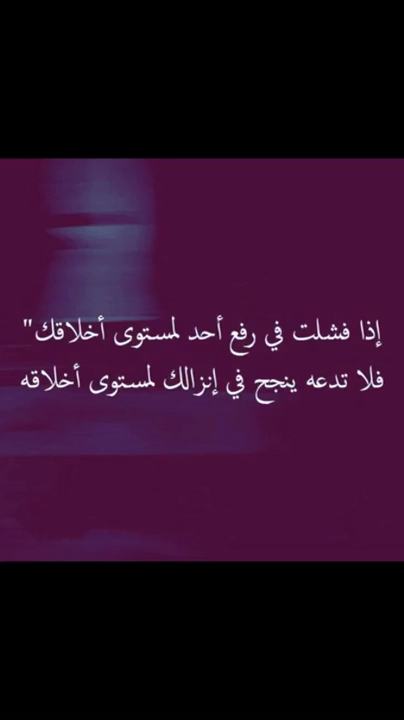 إذا فشلت في رفع أحد لمستوى أخلاقك"
فلا تدعه ينجح في إنزالك لمستوى أخلاقه